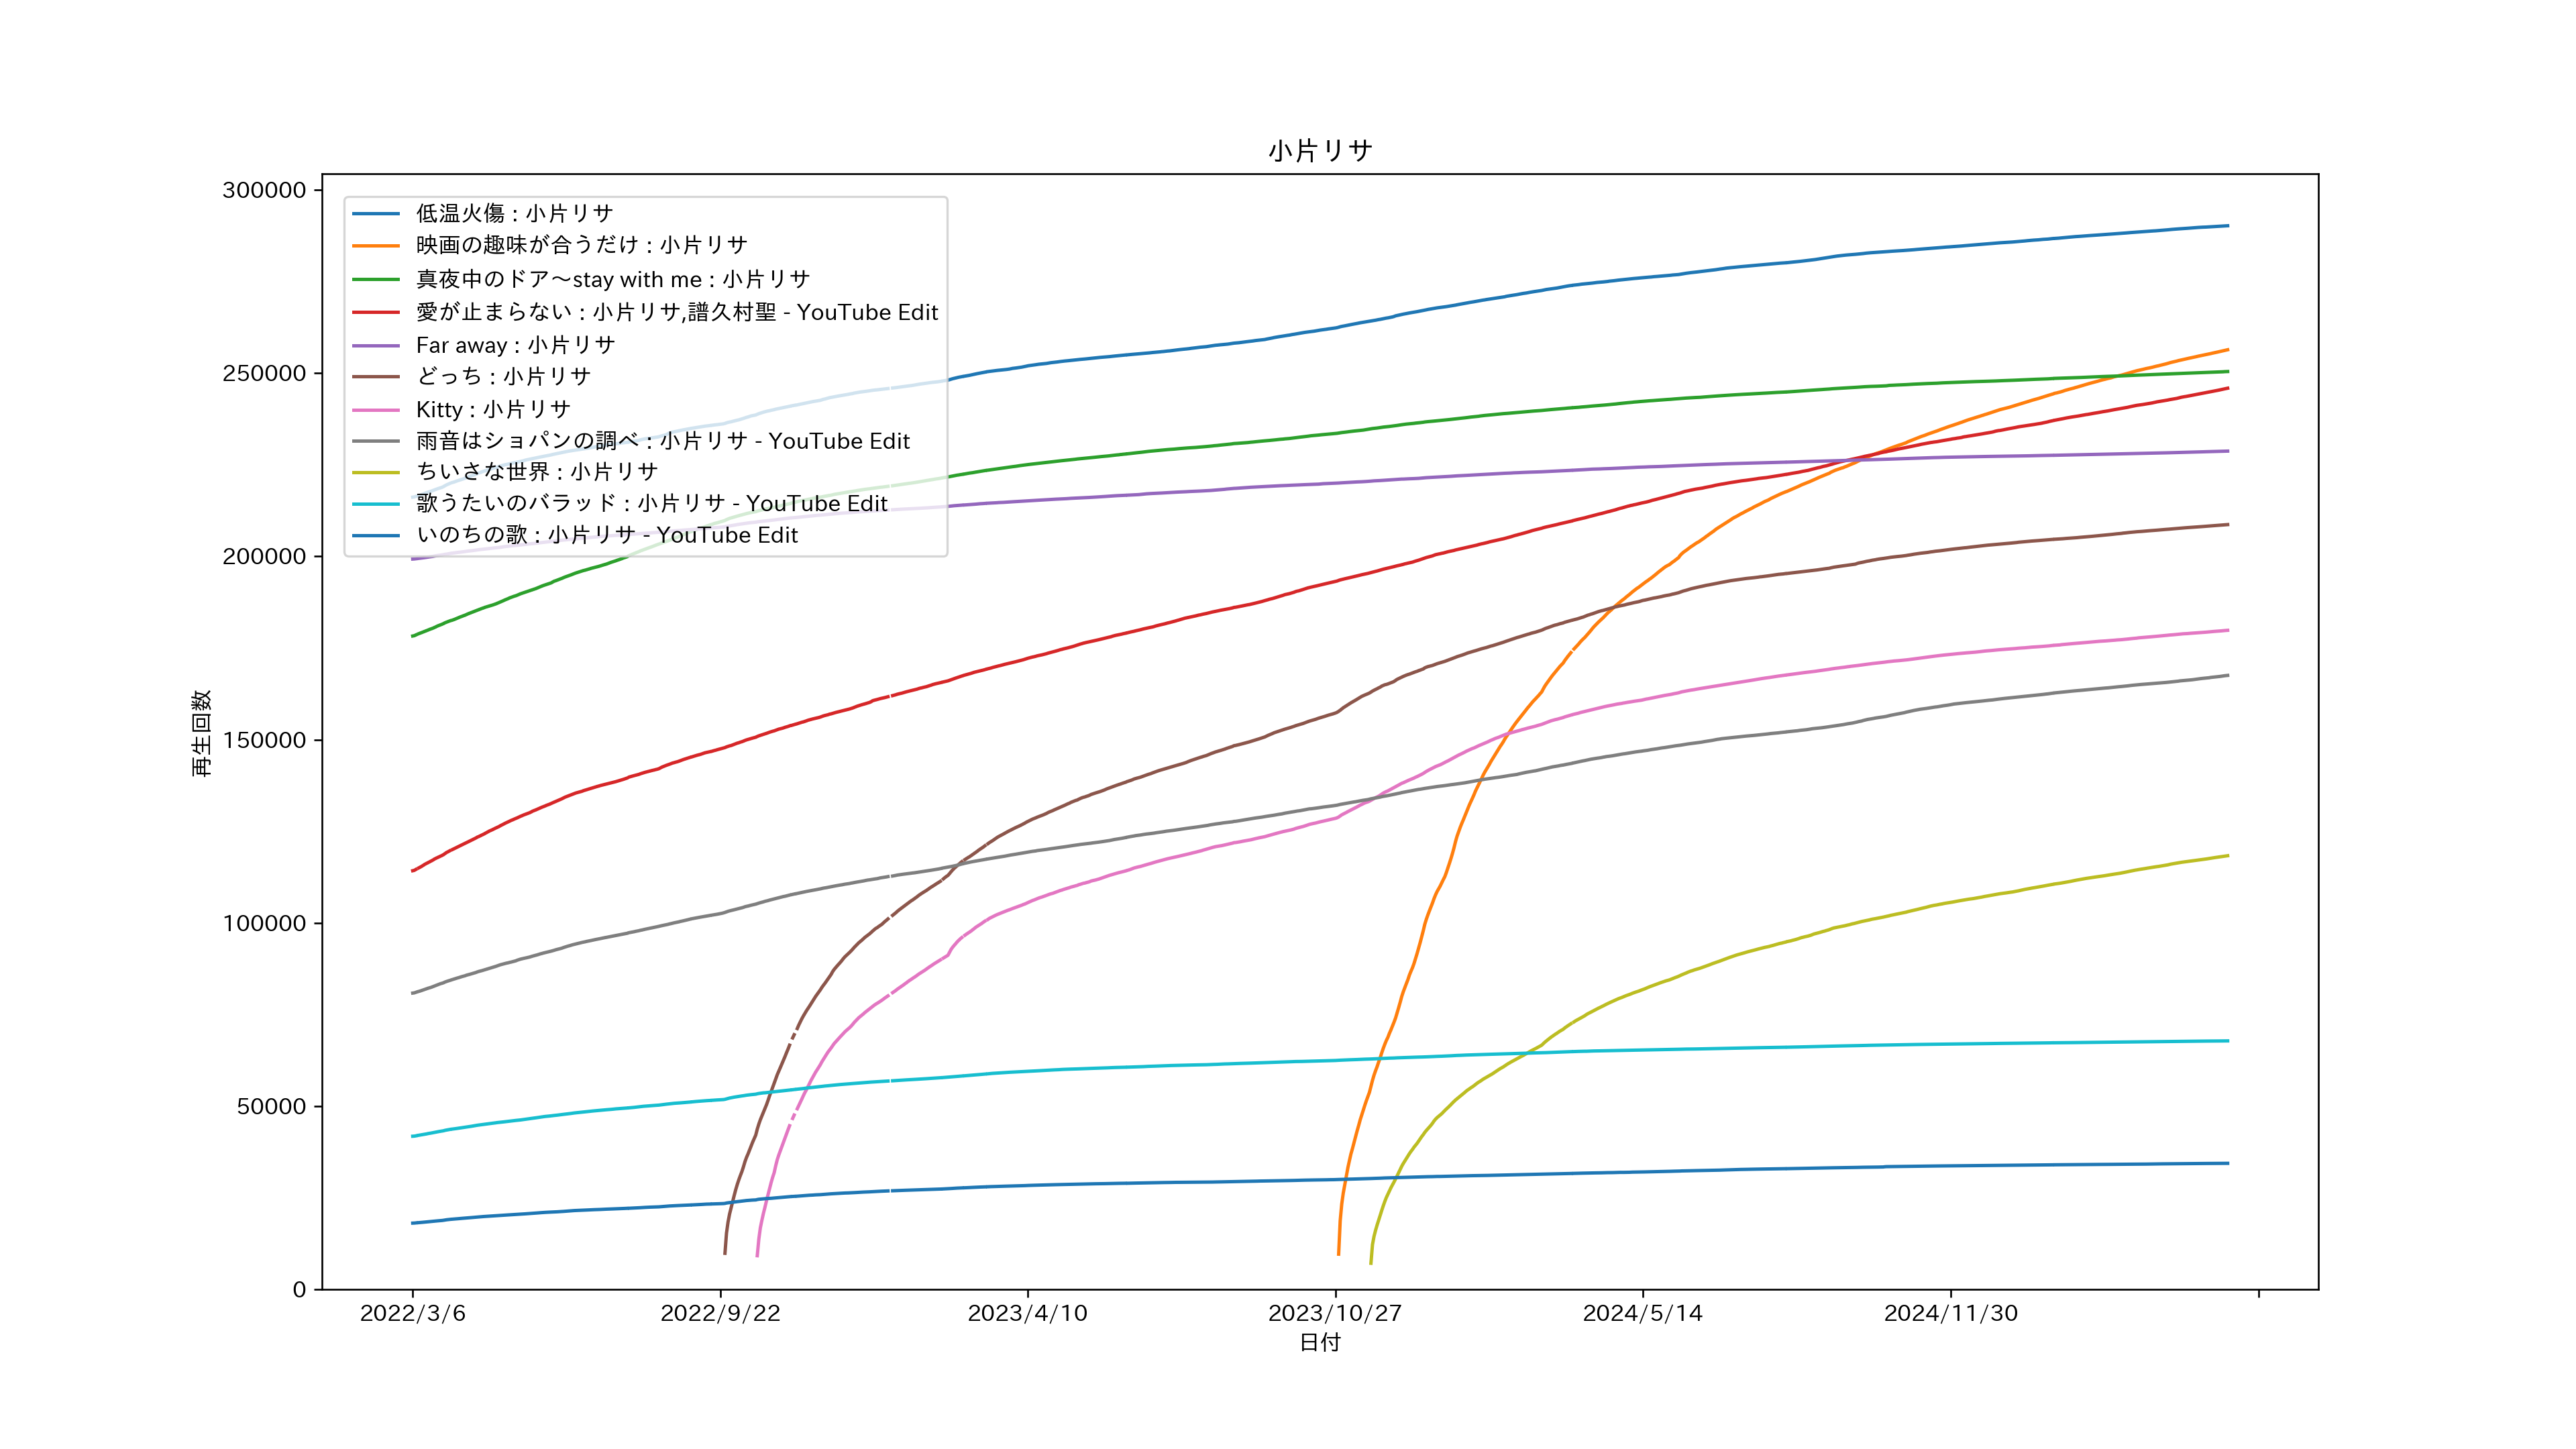 小片リサ
300000
250000
200000
150000
100000
50000
0
再生回数
低温火傷 : 小片リサ
映画の趣味が合うだけ : 小片リサ
真夜中のドア～stay with me : 小片リサ
愛が止まらない : 小片リサ,譜久村聖 - YouTube Edit
Far away : 小片リサ
どっち : 小片リサ
Kitty : 小片リサ
雨音はショパンの調べ : 小片リサ - YouTube Edit
ちいさな世界 : 小片リサ
歌うたいのバラッド : 小片リサ - YouTube Edit
いのちの歌 : 小片リサ - YouTube Edit
2022/3/6
2022/9/22
2023/4/10
2023/10/27
2024/5/14
2024/11/30
日付